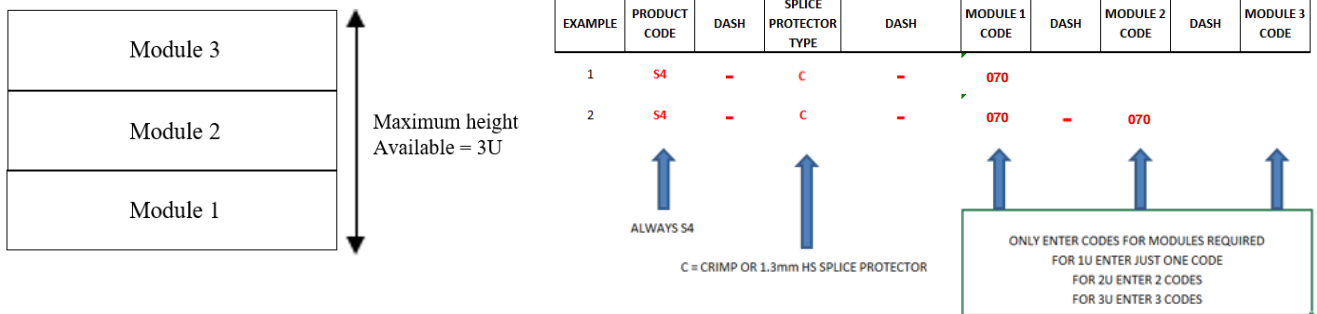 Module 3
Module 2
Module 1
Maximum height
Available = 3U
EXAMPLE
PRODUCT
CODE
DASH
SPLICE
PROTECTOR
TYPE
DASH
MODULE 1
CODE
DASH
MODULE 2
CODE
DASH
MODULE 3
CODE
1 S4 - C - 070
2 S4 - C - 070 - 070
ALWAYS S4
C = CRIMP OR 1.3mm HS SPLICE PROTECTOR
ONLY ENTER CODES FOR MODULES REQUIRED
FOR 1U ENTER JUST ONE CODE
FOR 2U ENTER 2 CODES
FOR 3U ENTER 3 CODES